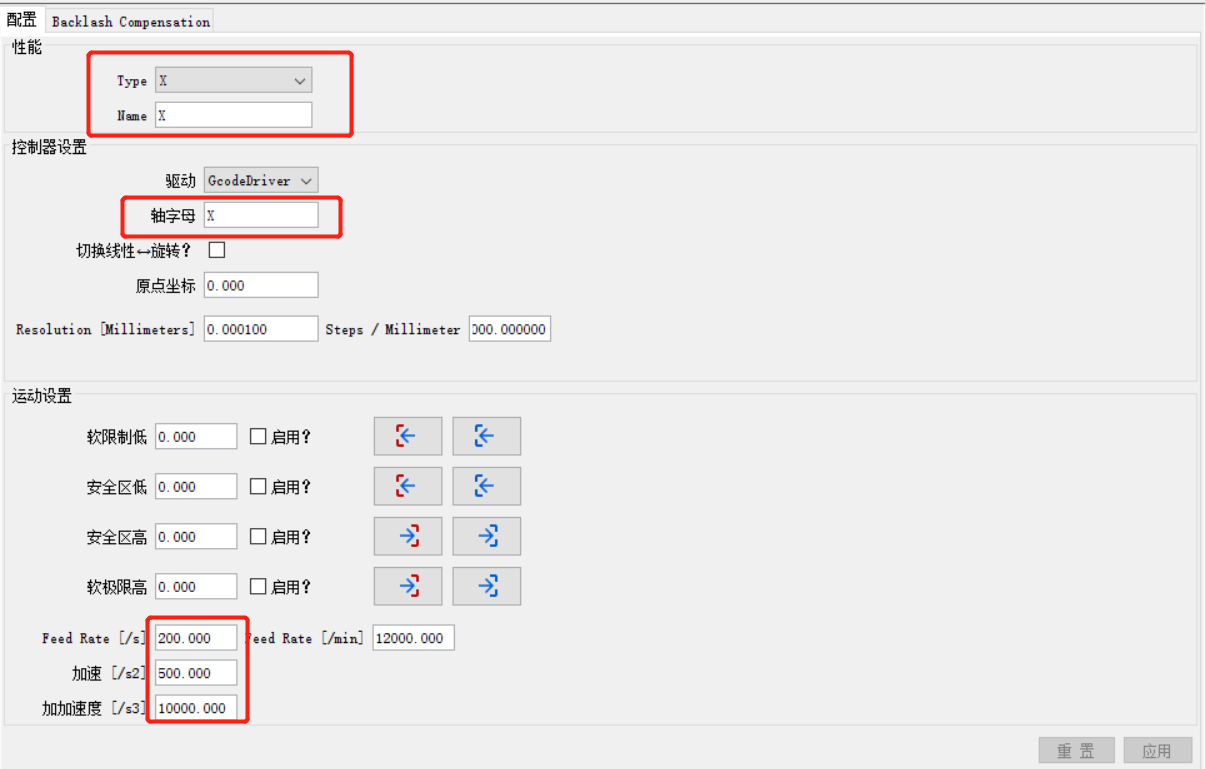 配置 Backlash Compensation
性能
Type X
Name X
控制器设置
驱动 GcodeDriver
轴字母 X
切换线性↔旋转?
原点坐标 0.000
Resolution [Millimeters] 0.000100 Steps / Millimeter 000.000000
运动设置
软限制低 0.000 启用?
安全区低 0.000 启用?
安全区高 0.000 启用?
软极限高 0.000 启用?
Feed Rate [/s] 200.000 Feed Rate [/min] 12000.000
加速 [/s2] 500.000
加加速度 [/s3] 10000.000
重置 应用